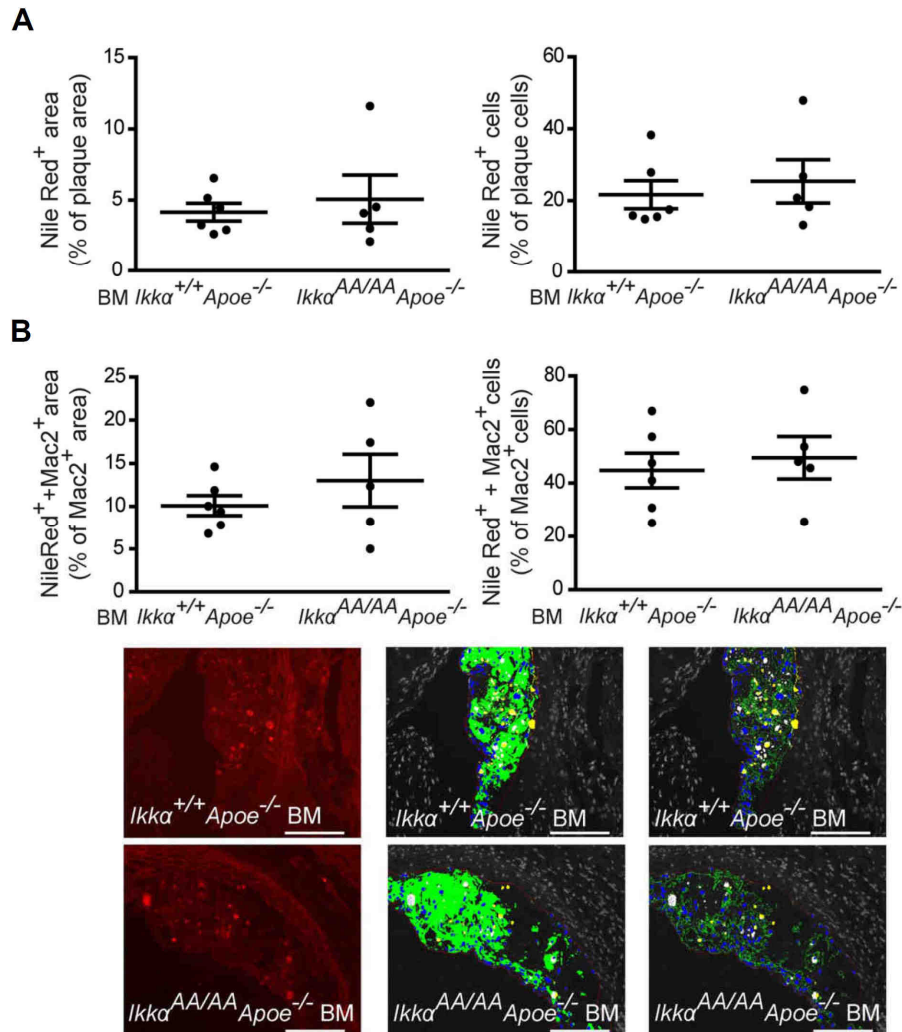 A
Nile Red+ area
(% of plaque area)
15
10
5
0
BM Ikkα+/+Apoe-/- IkkαAA/AAApoe-/-
Nile Red+ cells
(% of plaque cells)
60
40
20
0
BM Ikkα+/+Apoe-/- IkkαAA/AAApoe-/-
B
NileRed++Mac2+area
(% of Mac2+ area)
25
20
15
10
5
0
BM Ikkα+/+Apoe-/- IkkαAA/AAApoe-/-
Nile Red+ + Mac2+cells
(% of Mac2+cells)
80
60
40
20
0
BM Ikkα+/+Apoe-/- IkkαAA/AAApoe-/-
Ikkα+/+Apoe-/- BM
Ikkα+/+Apoe-/- BM
Ikkα+/+Apoe-/- BM
IkkαAA/AAApoe-/- BM
IkkαAA/AAApoe-/- BM
IkkαAA/AAApoe-/- BM